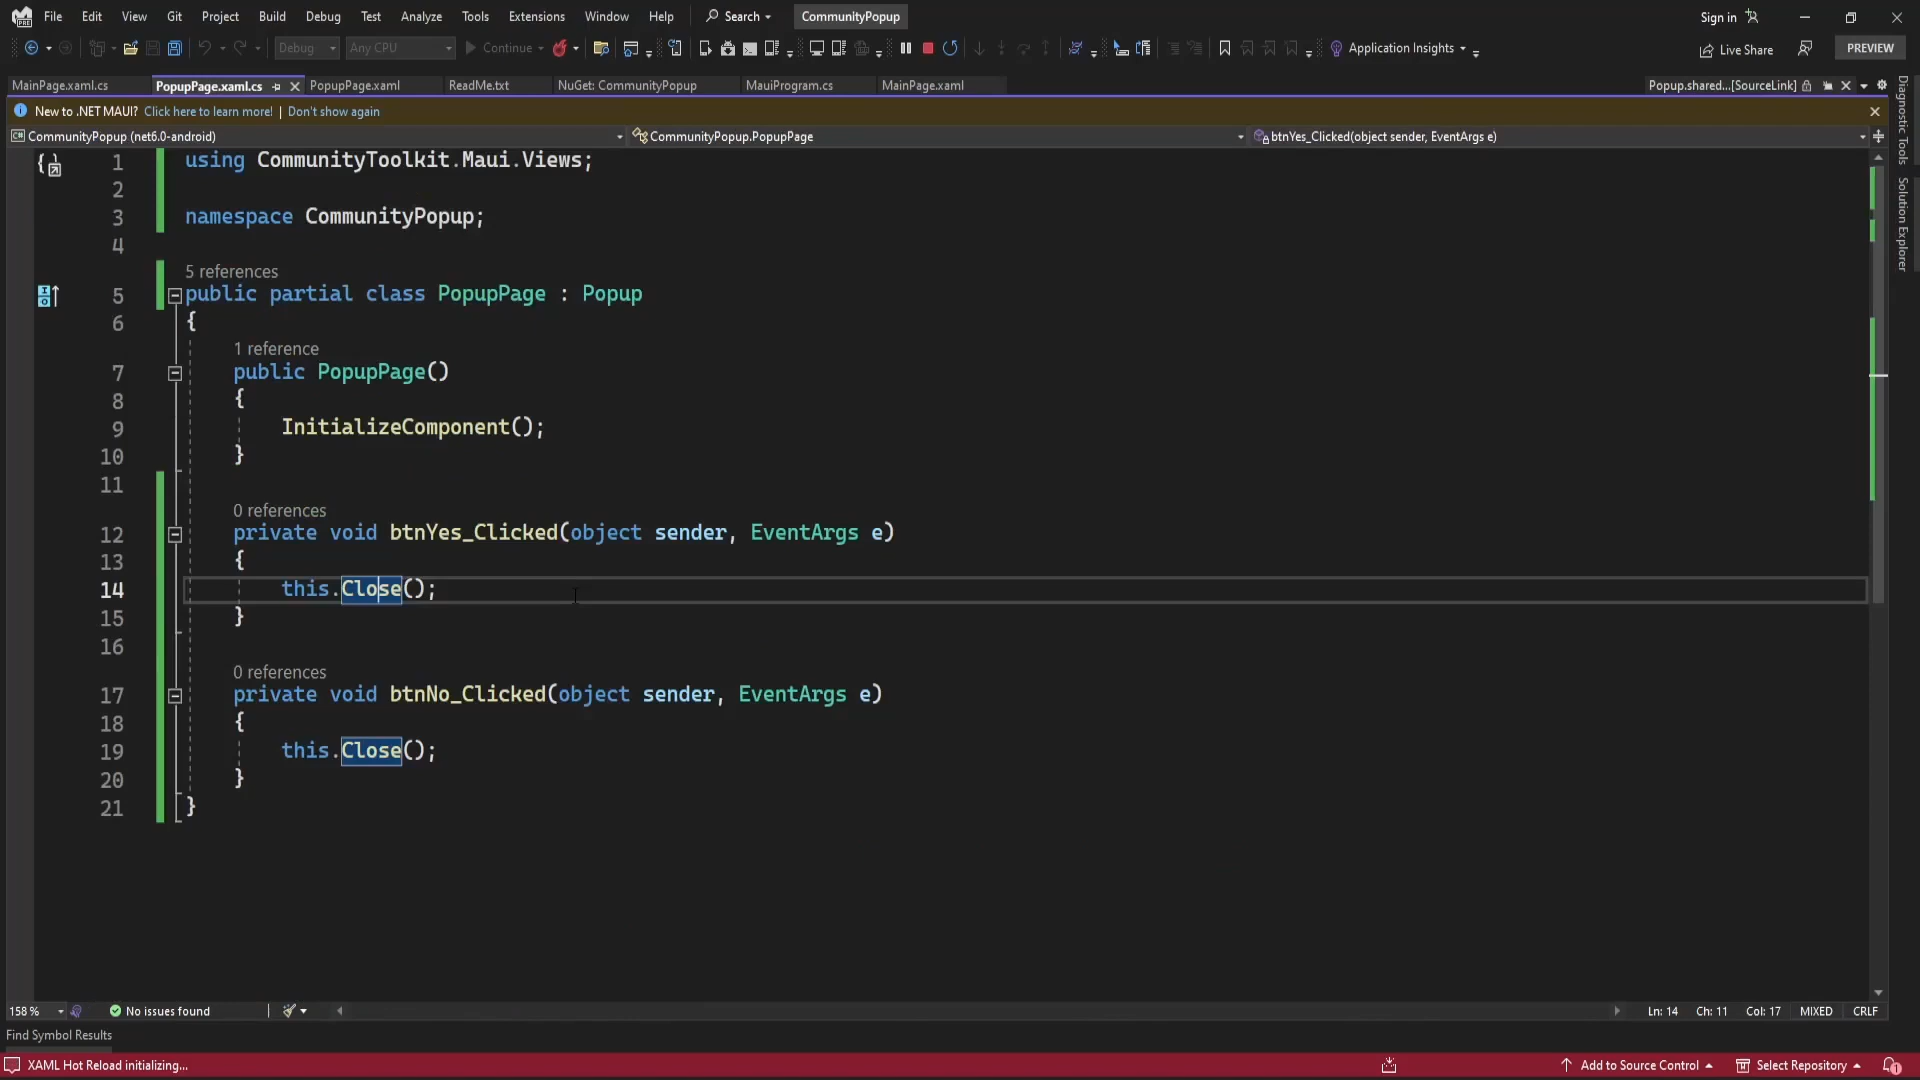 File Edit View Git Project Build Debug Test Analyze Tools Extensions Window Help Search CommunityPopup Sign in
Debug Any CPU Continue Application Insights Live Share PREVIEW
MainPage.xaml.cs PopupPage.xaml.cs PopupPage.xaml ReadMe.txt NuGet: CommunityPopup MauiProgram.cs MainPage.xaml Popup.shared...[SourceLink]
New to .NET MAUI? Click here to learn more! | Don't show again
CommunityPopup (net6.0-android) CommunityPopup.PopupPage btnYes_Clicked(object sender, EventArgs e)
1 using CommunityToolkit.Maui.Views;
2
3 namespace CommunityPopup;
4
5 references
5 public partial class PopupPage : Popup
6 {
1 reference
7 public PopupPage()
8 {
9 InitializeComponent();
10 }
11
0 references
12 private void btnYes_Clicked(object sender, EventArgs e)
13 {
14 this.Close();
15 }
16
0 references
17 private void btnNo_Clicked(object sender, EventArgs e)
18 {
19 this.Close();
20 }
21 }
Diagnostic Tools
Solution Explorer
158 % No issues found Ln: 14 Ch: 11 Col: 17 MIXED CRLF
Find Symbol Results
XAML Hot Reload initializing... Add to Source Control Select Repository 1